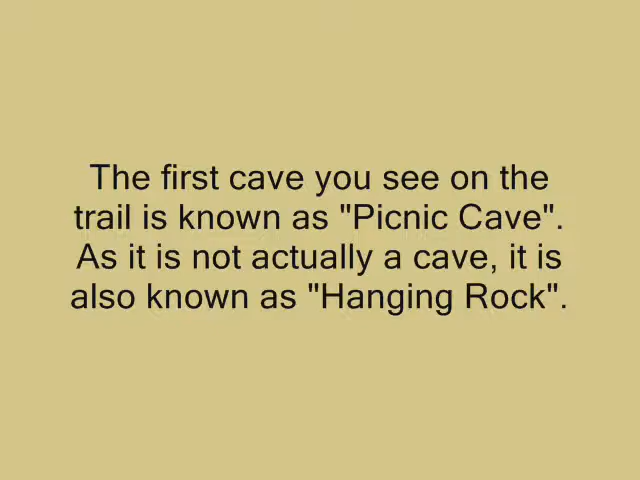 The first cave you see on the
trail is known as "Picnic Cave".
As it is not actually a cave, it is
also known as "Hanging Rock".